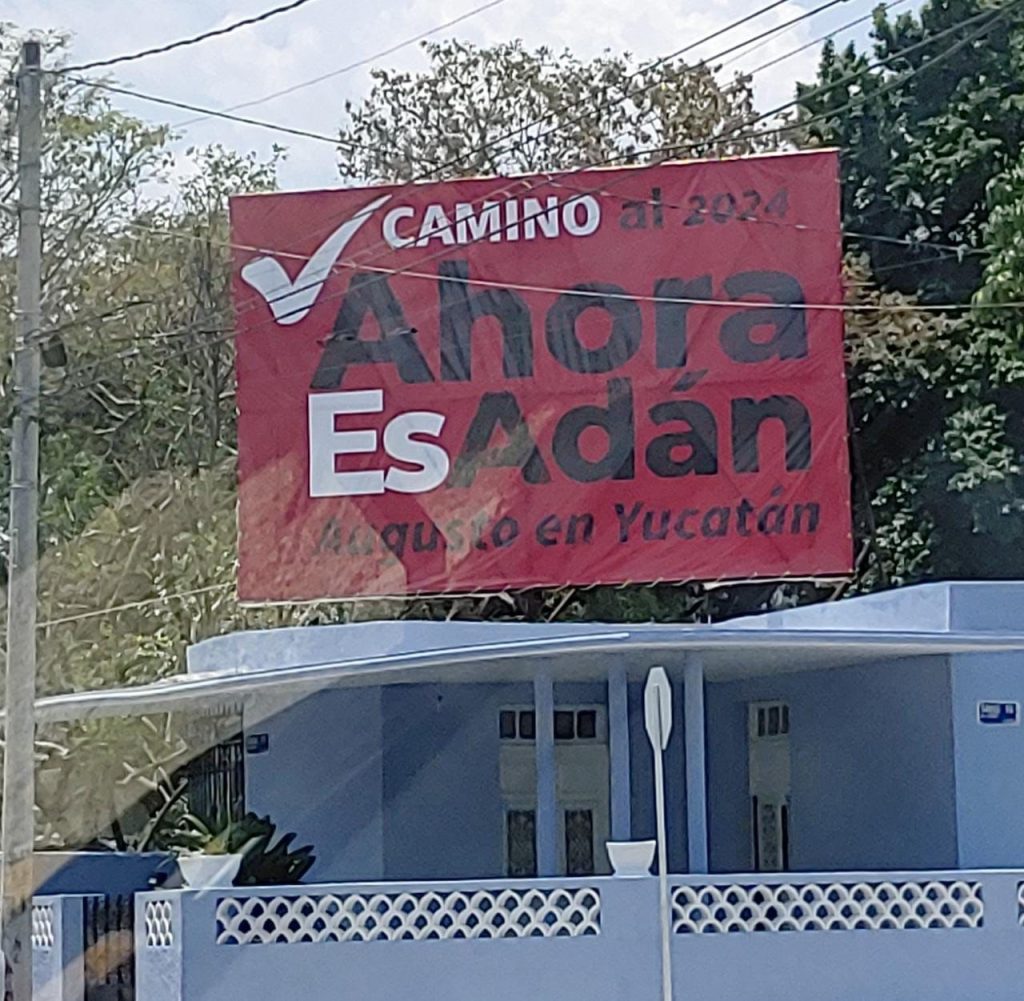 CAMINO al 2024
Ahora
EsAdán
Augusto en Yucatán